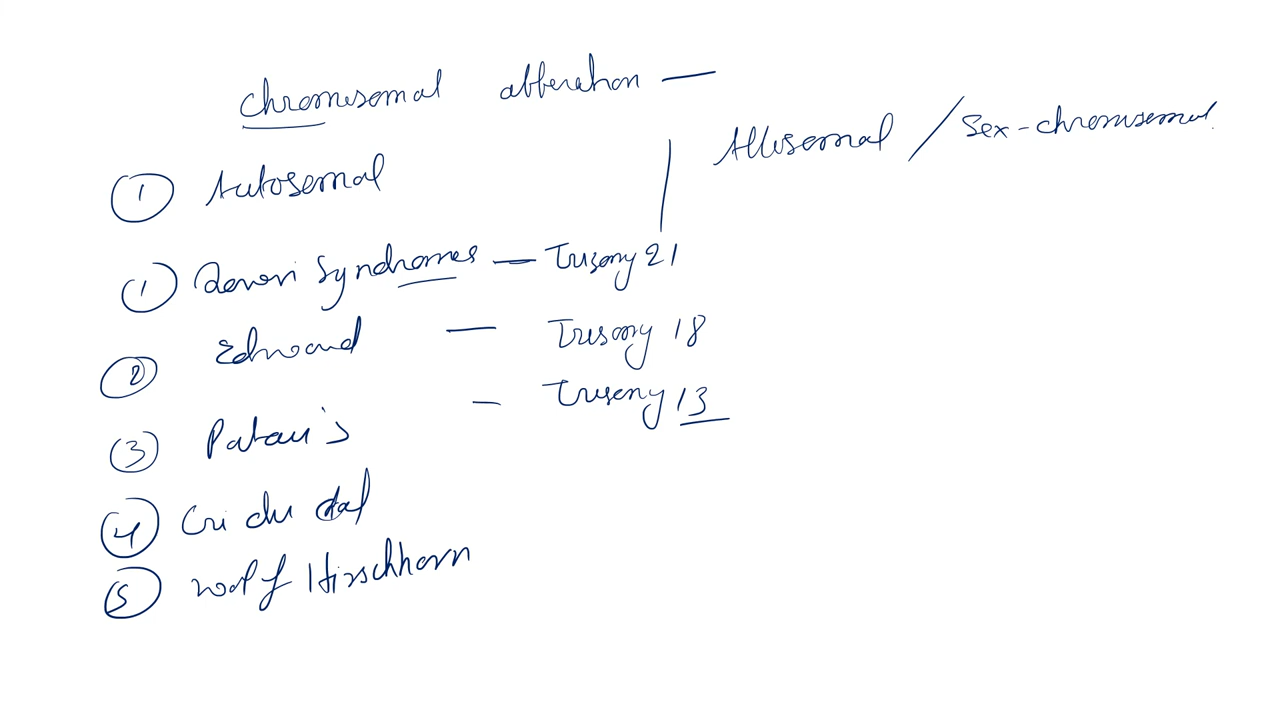 Chromosomal abberation —
Allosomal / Sex-chromosomal
① Autosomal
① Down Syndromes — Trisomy 21
② Edward — Trisomy 18
③ Patau's — Trisomy 13
④ Cri du
⑤ Wolf Hirschhorn